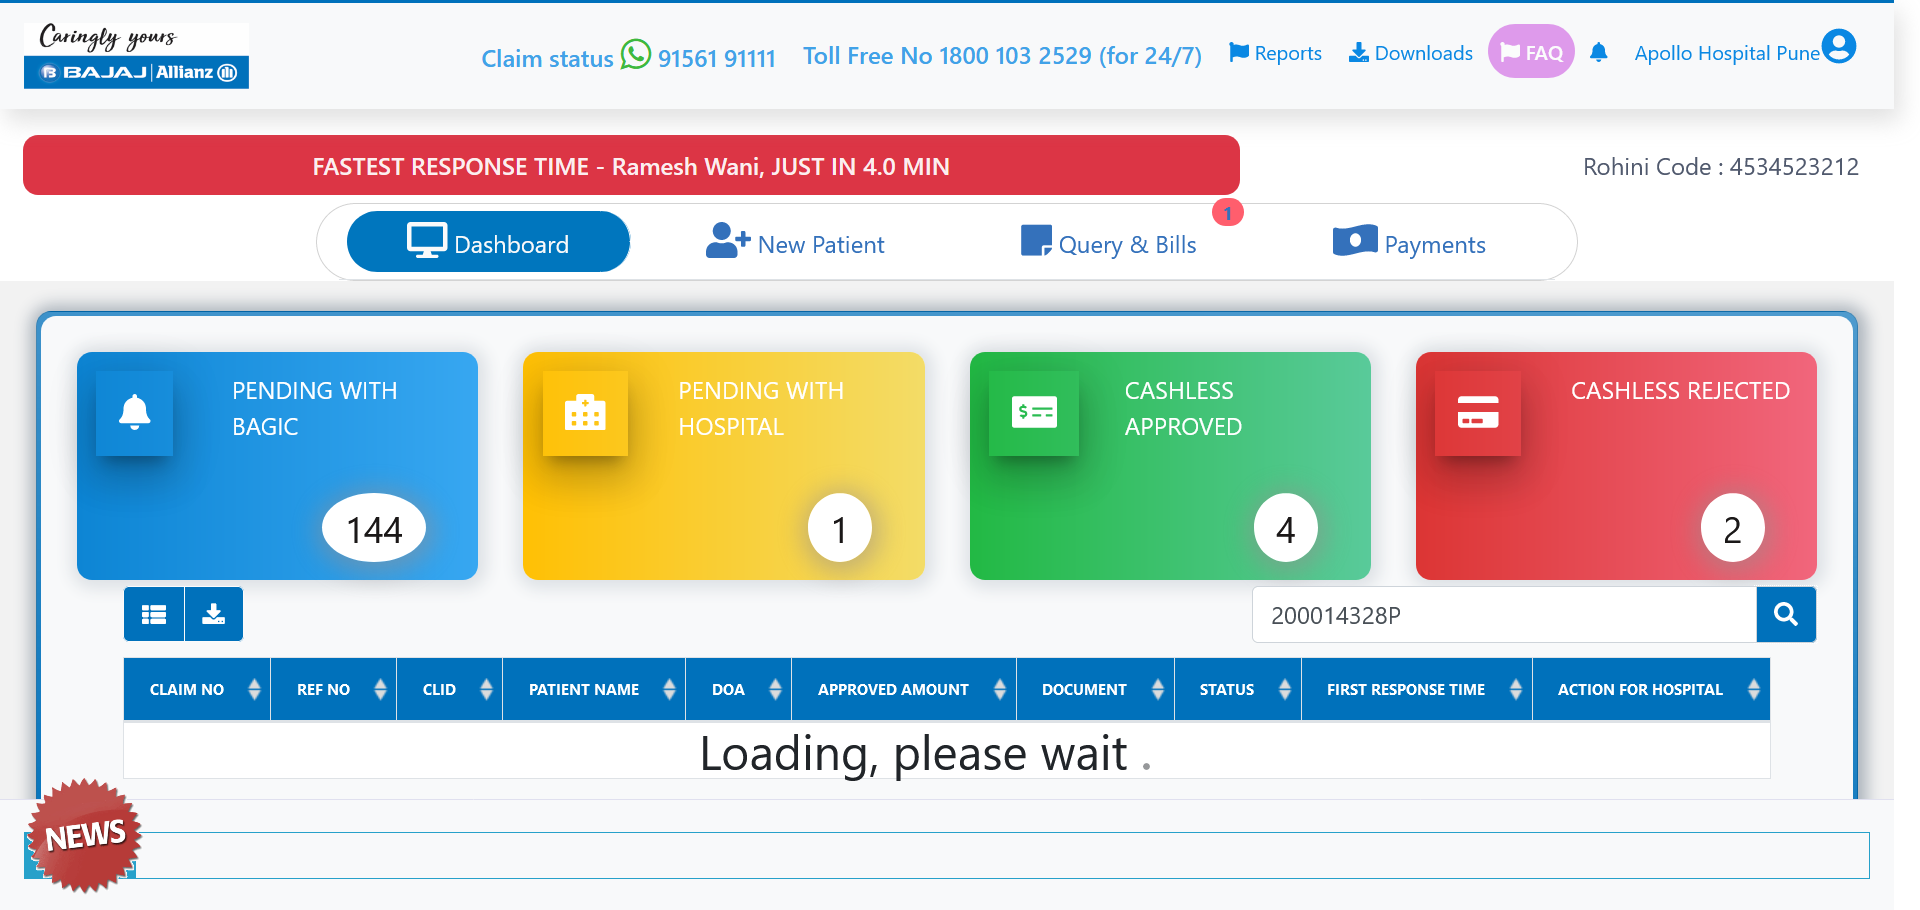 Caringly yours
BAJAJ | Allianz
Claim status 91561 91111
Toll Free No 1800 103 2529 (for 24/7)
Reports
Downloads
FAQ
Apollo Hospital Pune
FASTEST RESPONSE TIME - Ramesh Wani, JUST IN 4.0 MIN
Rohini Code : 4534523212
Dashboard
New Patient
Query & Bills
1
Payments
PENDING WITH
BAGIC
144
PENDING WITH
HOSPITAL
1
CASHLESS
APPROVED
4
CASHLESS REJECTED
2
200014328P
CLAIM NO
REF NO
CLID
PATIENT NAME
DOA
APPROVED AMOUNT
DOCUMENT
STATUS
FIRST RESPONSE TIME
ACTION FOR HOSPITAL
Loading, please wait .
NEWS